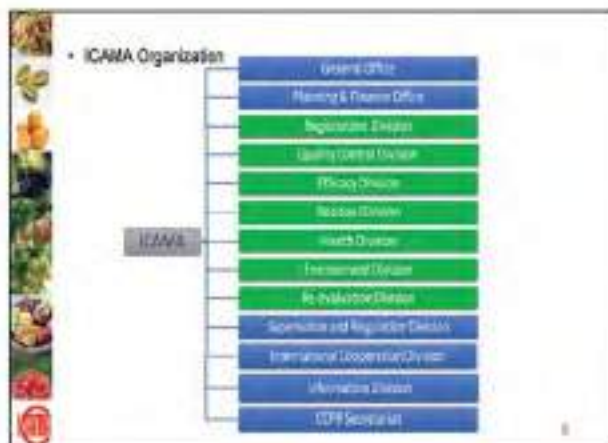 • ICAMA Organization
General Office
Planning & Finance Office
Registration Division
Quality Control Division
Efficacy Division
Residue Division
ICAMA
Health Division
Environment Division
Re-evaluation Division
Supervision and Regulation Division
International Cooperation Division
Information Division
CCPR Secretariat